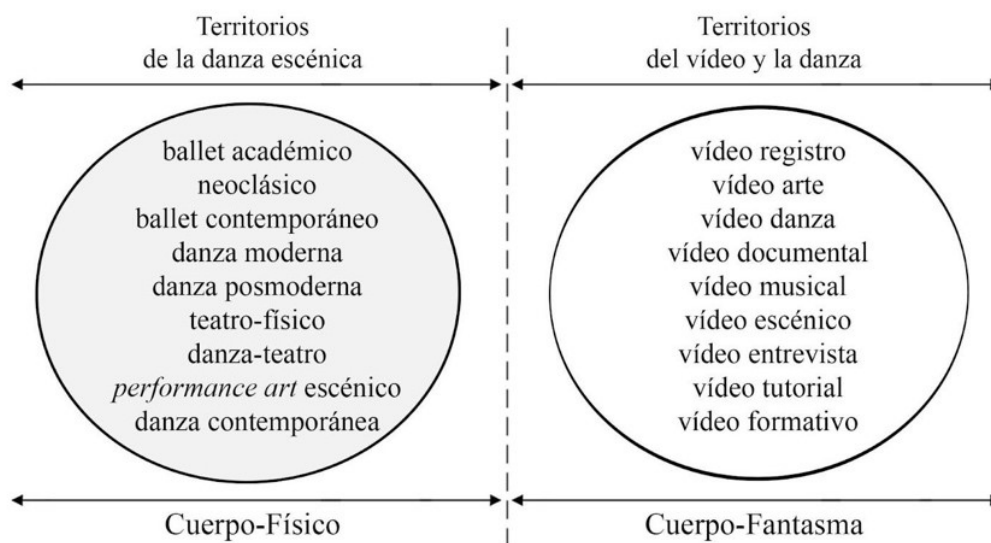 Territorios
de la danza escénica
ballet académico
neoclásico
ballet contemporáneo
danza moderna
danza posmoderna
teatro-físico
danza-teatro
performance art escénico
danza contemporánea
Cuerpo-Físico
Territorios
del vídeo y la danza
vídeo registro
vídeo arte
vídeo danza
vídeo documental
vídeo musical
vídeo escénico
vídeo entrevista
vídeo tutorial
vídeo formativo
Cuerpo-Fantasma